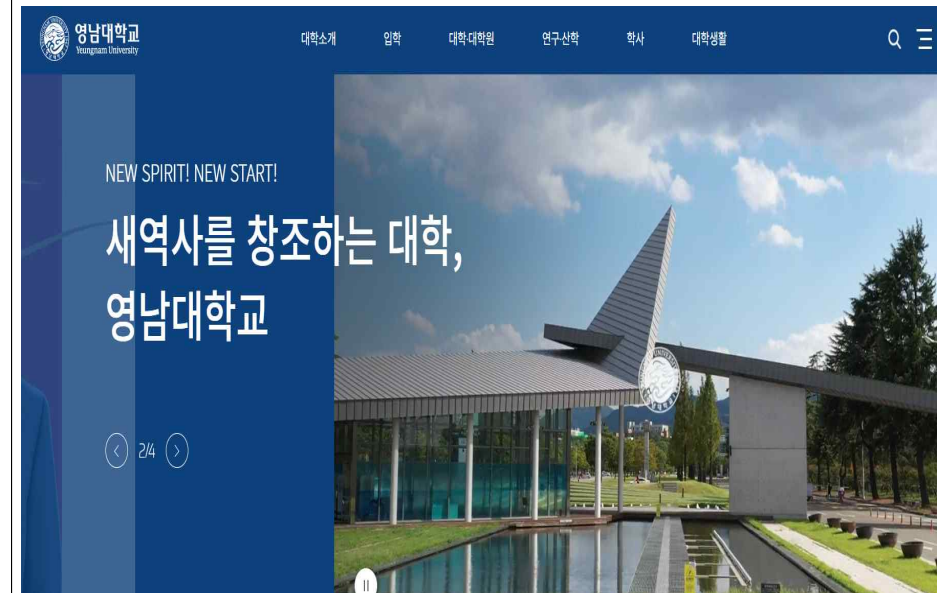 영남대학교
Yeungnam University
대학소개
입학
대학·대학원
연구·산학
학사
대학생활
NEW SPIRIT! NEW START!
새역사를 창조하는 대학,
영남대학교
2/4